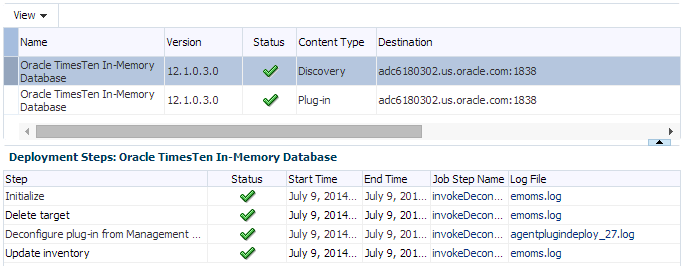 View
Name Version Status Content Type Destination
Oracle TimesTen In-Memory Database 12.1.0.3.0 Discovery adc6180302.us.oracle.com:1838
Oracle TimesTen In-Memory Database 12.1.0.3.0 Plug-in adc6180302.us.oracle.com:1838
Deployment Steps: Oracle TimesTen In-Memory Database
Step Status Start Time End Time Job Step Name Log File
Initialize July 9, 2014... July 9, 201... invokeDecon... emoms.log
Delete target July 9, 2014... July 9, 201... invokeDecon... emoms.log
Deconfigure plug-in from Management ... July 9, 2014... July 9, 201... invokeDecon... agentplugindeploy_27.log
Update inventory July 9, 2014... July 9, 201... invokeDecon... emoms.log